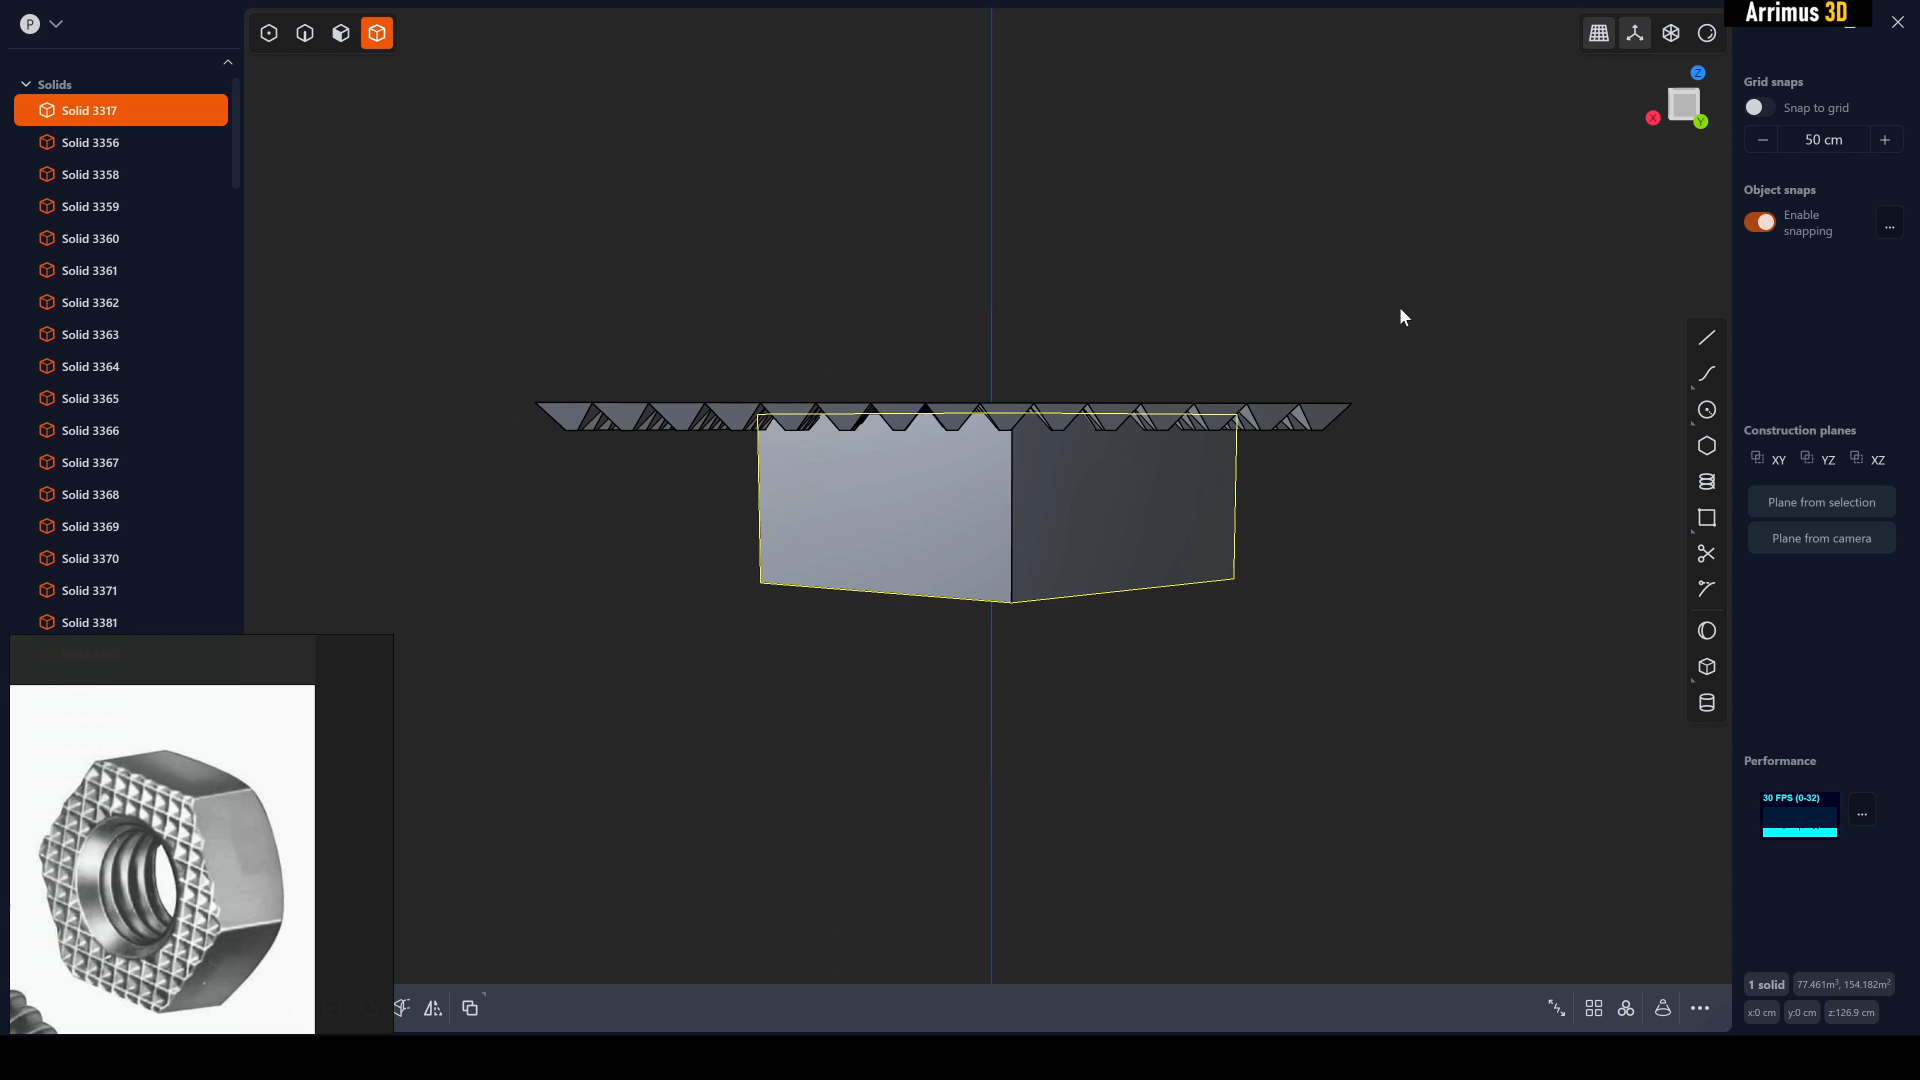 P
Solids
Solid 3317
Solid 3356
Solid 3358
Solid 3359
Solid 3360
Solid 3361
Solid 3362
Solid 3363
Solid 3364
Solid 3365
Solid 3366
Solid 3367
Solid 3368
Solid 3369
Solid 3370
Solid 3371
Solid 3381
Z
X
Y
Arrimus 3D
Grid snaps
Snap to grid
50 cm
Object snaps
Enable
snapping
...
Construction planes
XY YZ XZ
Plane from selection
Plane from camera
Performance
30 FPS (0-32)
...
1 solid 77.461m³, 154.182m²
x:0 cm y:0 cm z:126.9 cm